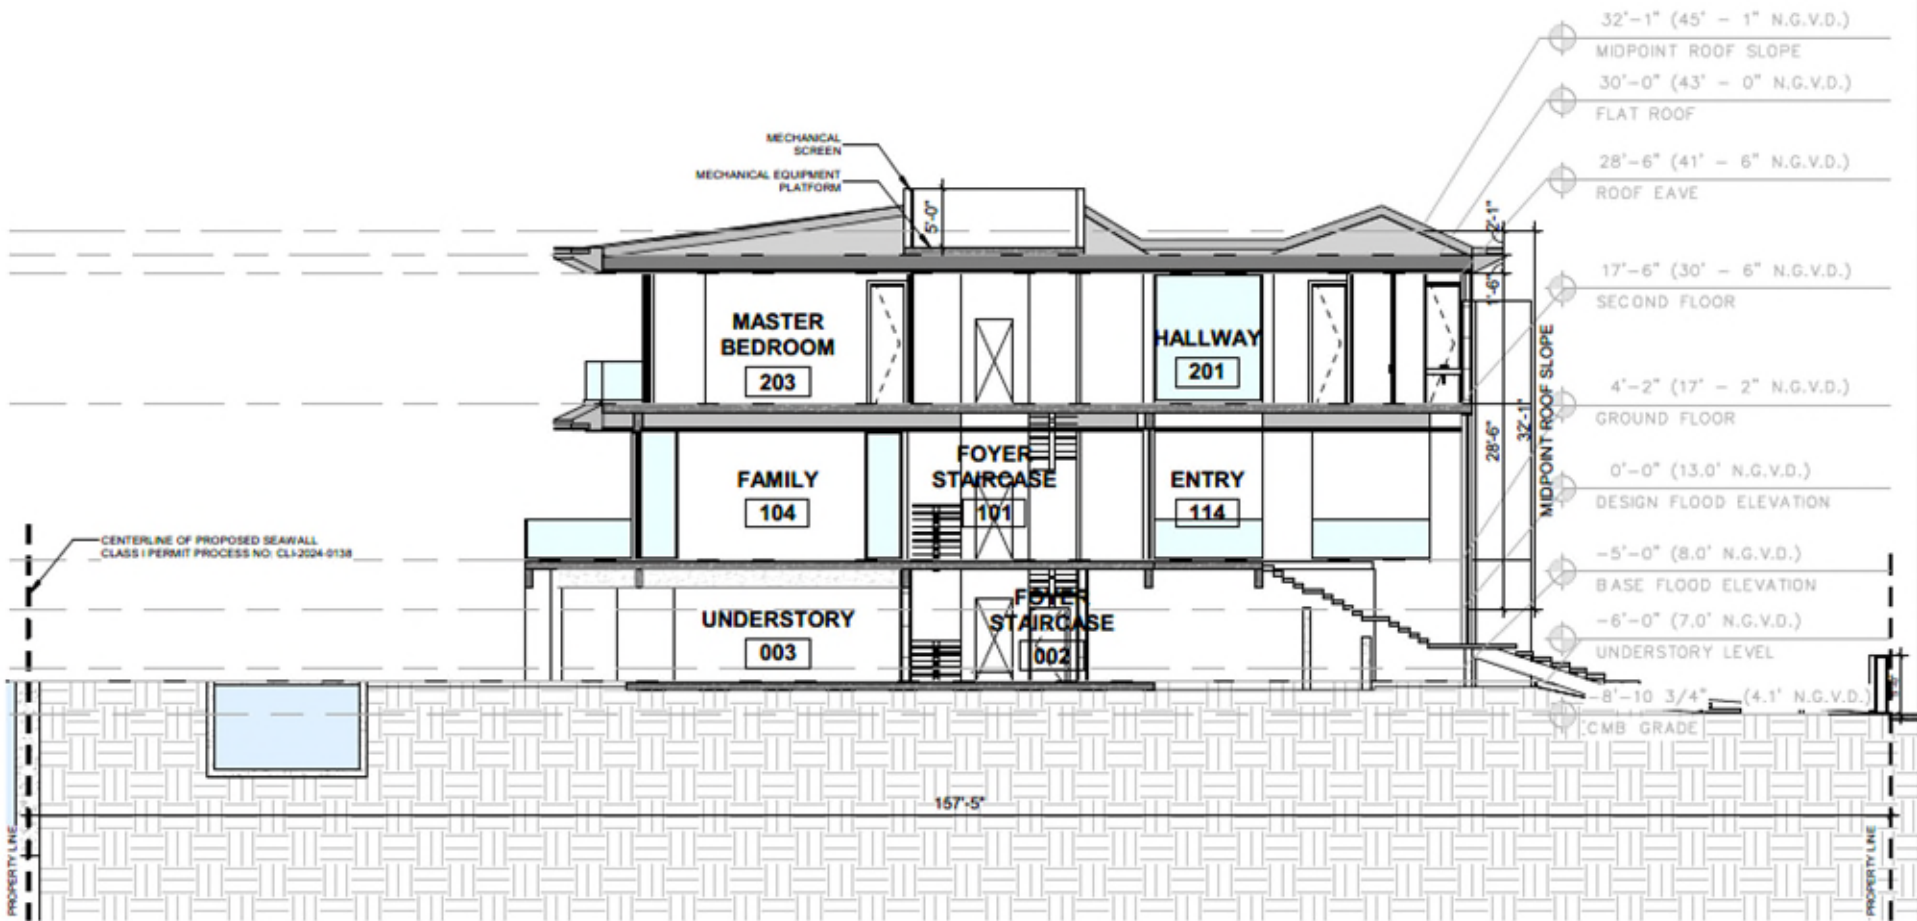 32'-1" (45' - 1" N.G.V.D.)
MIDPOINT ROOF SLOPE
30'-0" (43' - 0" N.G.V.D.)
FLAT ROOF
28'-6" (41' - 6" N.G.V.D.)
ROOF EAVE
17'-6" (30' - 6" N.G.V.D.)
SECOND FLOOR
4'-2" (17' - 2" N.G.V.D.)
GROUND FLOOR
0'-0" (13.0' N.G.V.D.)
DESIGN FLOOD ELEVATION
-5'-0" (8.0' N.G.V.D.)
BASE FLOOD ELEVATION
-6'-0" (7.0' N.G.V.D.)
UNDERSTORY LEVEL
-8'-10 3/4" (4.1' N.G.V.D.)
CMB GRADE
MECHANICAL
SCREEN
MECHANICAL EQUIPMENT
PLATFORM
5'-0"
2'-1"
1'-6"
28'-6"
32'-1"
MIDPOINT ROOF SLOPE
MASTER
BEDROOM
203
HALLWAY
201
FAMILY
104
FOYER
STAIRCASE
101
ENTRY
114
CENTERLINE OF PROPOSED SEAWALL
CLASS I PERMIT PROCESS NO: CLI-2024-0138
UNDERSTORY
003
FOYER
STAIRCASE
002
157'-5"
PROPERTY LINE
PROPERTY LINE